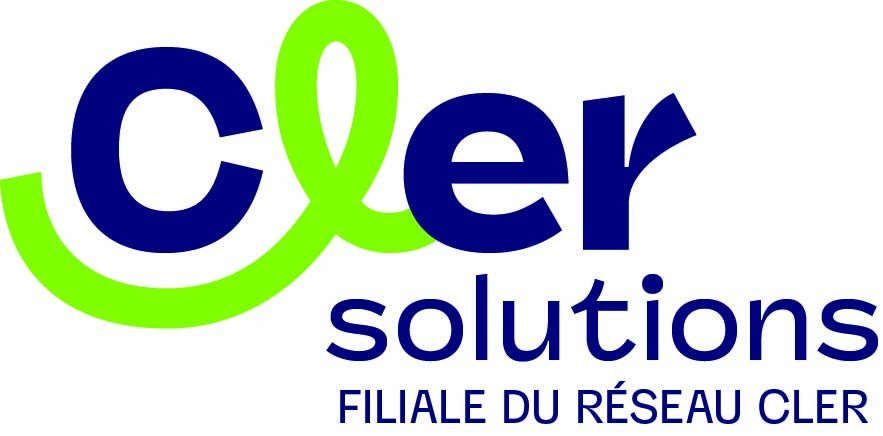 Cler
solutions
FILIALE DU RÉSEAU CLER